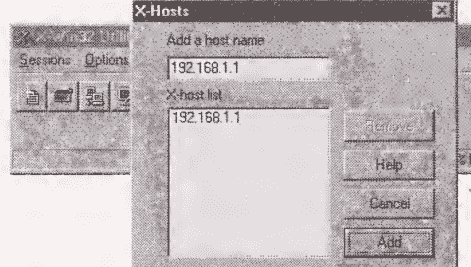 X-Hosts
Add a host name
Sessions Options
192.168.1.1
X-host list
192.168.1.1
Remove
Help
Cancel
Add